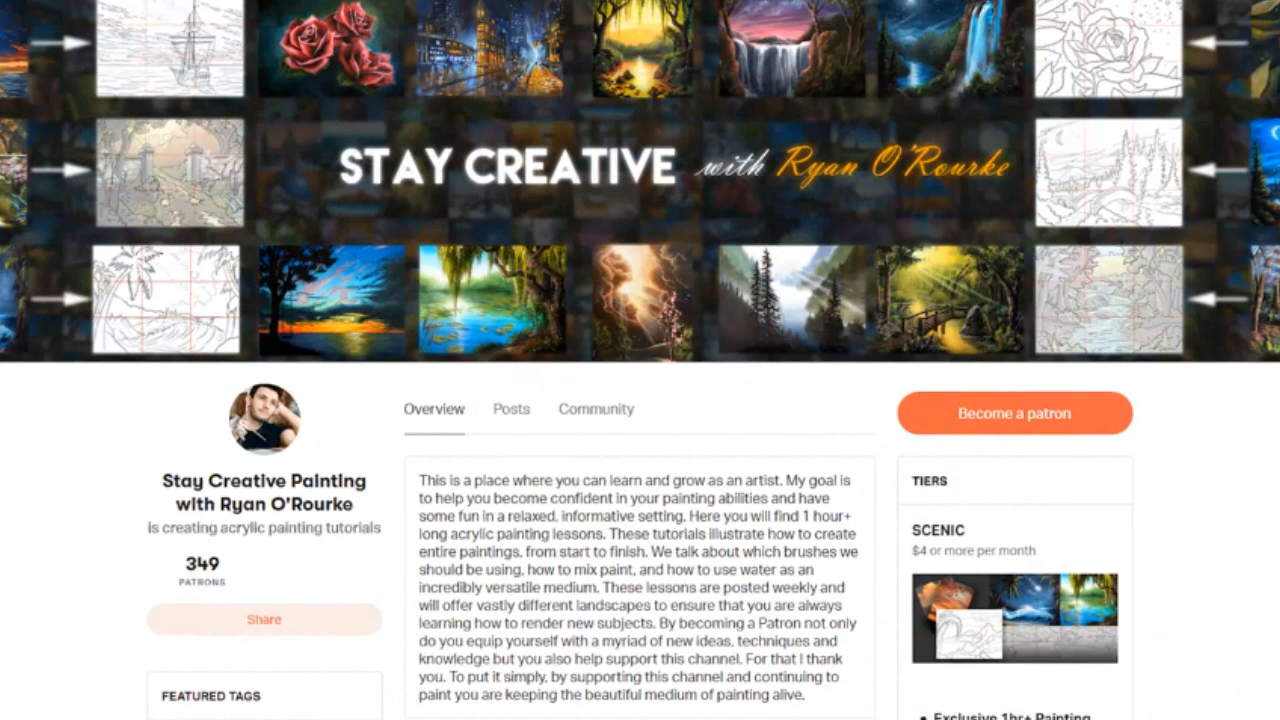 STAY CREATIVE with Ryan O'Rourke
Overview Posts Community
Become a patron
Stay Creative Painting
with Ryan O'Rourke
is creating acrylic painting tutorials
349
PATRONS
Share
FEATURED TAGS
This is a place where you can learn and grow as an artist. My goal is
to help you become confident in your painting abilities and have
some fun in a relaxed, informative setting. Here you will find 1 hour+
long acrylic painting lessons. These tutorials illustrate how to create
entire paintings, from start to finish. We talk about which brushes we
should be using, how to mix paint, and how to use water as an
incredibly versatile medium. These lessons are posted weekly and
will offer vastly different landscapes to ensure that you are always
learning how to render new subjects. By becoming a Patron not only
do you equip yourself with a myriad of new ideas, techniques and
knowledge but you also help support this channel. For that I thank
you. To put it simply, by supporting this channel and continuing to
paint you are keeping the beautiful medium of painting alive.
TIERS
SCENIC
$4 or more per month
• Exclusive 1hr+ Painting